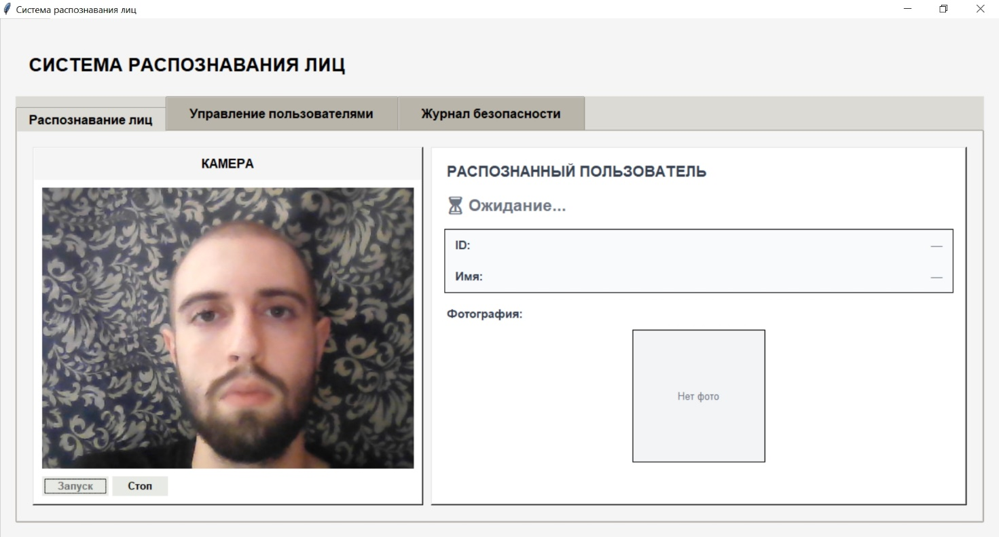 Система распознавания лиц
СИСТЕМА РАСПОЗНАВАНИЯ ЛИЦ
Распознавание лиц
Управление пользователями
Журнал безопасности
КАМЕРА
Запуск
Стоп
РАСПОЗНАННЫЙ ПОЛЬЗОВАТЕЛЬ
Ожидание...
ID: —
Имя: —
Фотография:
Нет фото